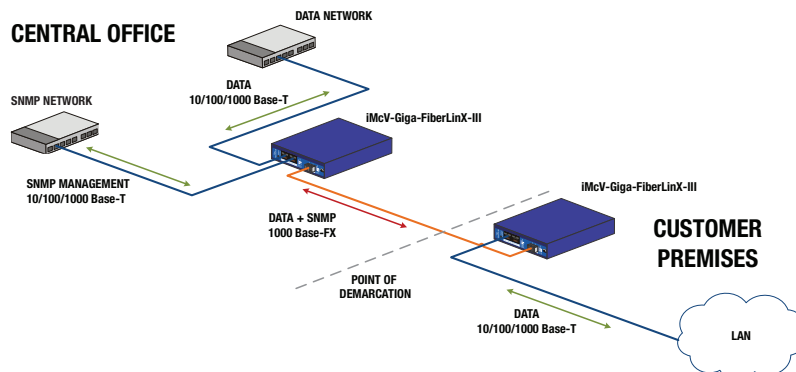 CENTRAL OFFICE
DATA NETWORK
DATA
10/100/1000 Base-T
SNMP NETWORK
iMcV-Giga-FiberLinX-III
SNMP MANAGEMENT
10/100/1000 Base-T
iMcV-Giga-FiberLinX-III
DATA + SNMP
1000 Base-FX
CUSTOMER
PREMISES
POINT OF
DEMARCATION
DATA
10/100/1000 Base-T
LAN